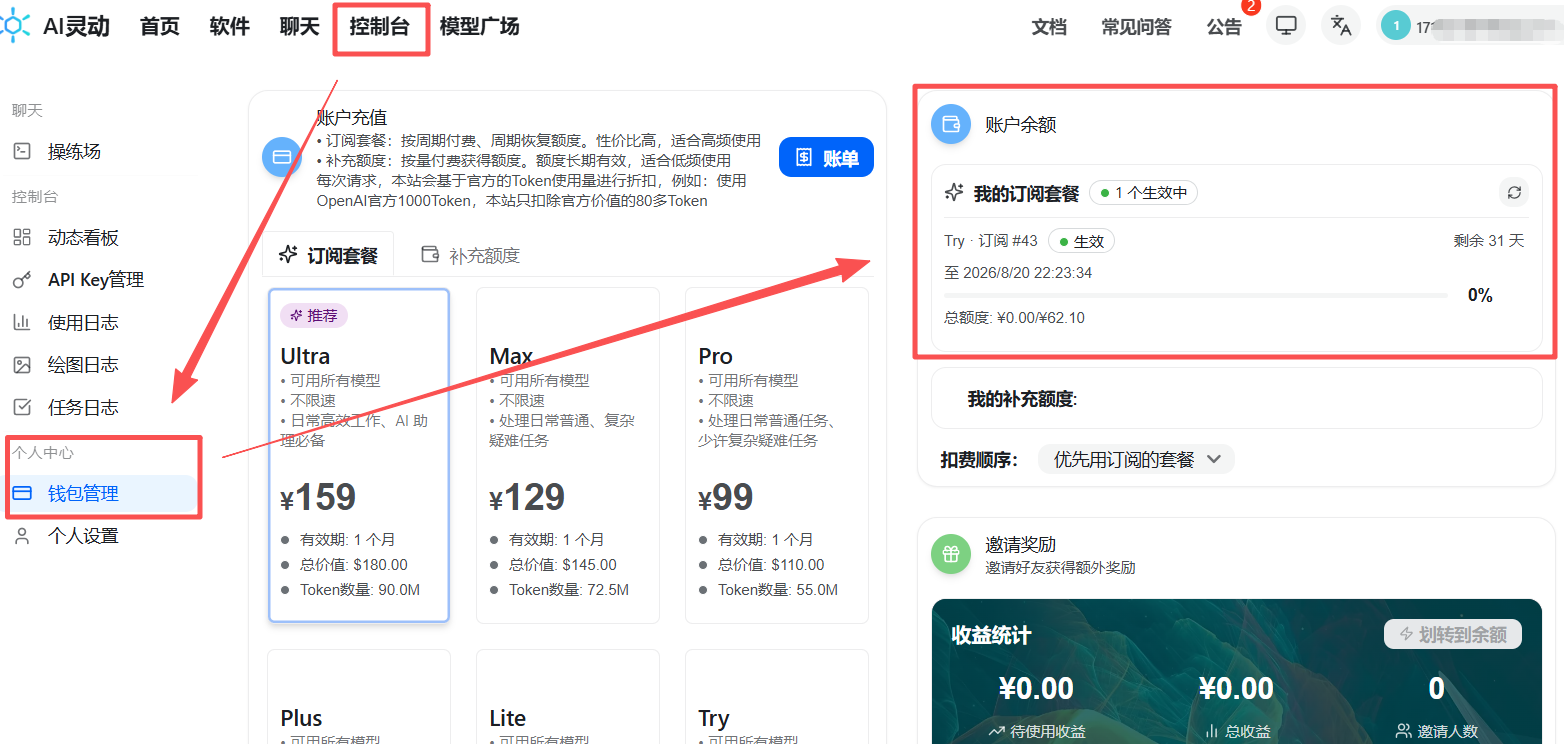 AI灵动
首页
软件
聊天
控制台
模型广场
文档
常见问答
公告
2
1
聊天
操练场
控制台
动态看板
API Key管理
使用日志
绘图日志
任务日志
个人中心
钱包管理
个人设置
账户充值
• 订阅套餐：按周期付费、周期恢复额度。性价比高，适合高频使用
• 补充额度：按量付费获得额度。额度长期有效，适合低频使用
每次请求，本站会基于官方的Token使用量进行折扣，例如：使用
OpenAI官方1000Token，本站只扣除官方价值的80多Token
账单
订阅套餐
补充额度
推荐
Ultra
• 可用所有模型
• 不限速
• 日常高效工作、AI 助
理必备
¥159
有效期: 1 个月
总价值: $180.00
Token数量: 90.0M
Max
• 可用所有模型
• 不限速
• 处理日常普通、复杂
疑难任务
¥129
有效期: 1 个月
总价值: $145.00
Token数量: 72.5M
Pro
• 可用所有模型
• 不限速
• 处理日常普通任务、
少许复杂疑难任务
¥99
有效期: 1 个月
总价值: $110.00
Token数量: 55.0M
Plus
• 可用所有模型
Lite
• 可用所有模型
Try
• 可用所有模型
账户余额
我的订阅套餐
1 个生效中
Try · 订阅 #43
生效
剩余 31 天
至 2026/8/20 22:23:34
0%
总额度: ¥0.00/¥62.10
我的补充额度:
扣费顺序：
优先用订阅的套餐
邀请奖励
邀请好友获得额外奖励
收益统计
划转到余额
¥0.00
待使用收益
¥0.00
总收益
0
邀请人数